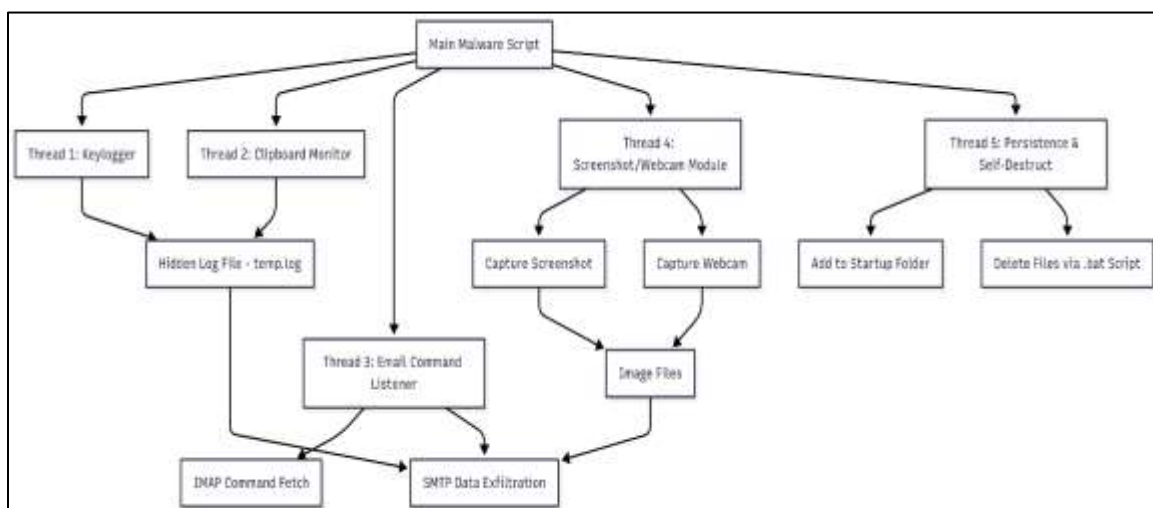 Main Malware Script
Thread 1: Keylogger
Thread 2: Clipboard Monitor
Thread 4:
Screenshot/Webcam Module
Thread 5: Persistence &
Self-Destruct
Hidden Log File - temp.log
Capture Screenshot
Capture Webcam
Add to Startup Folder
Delete Files via .bat Script
Thread 3: Email Command
Listener
Image Files
IMAP Command Fetch
SMTP Data Exfiltration